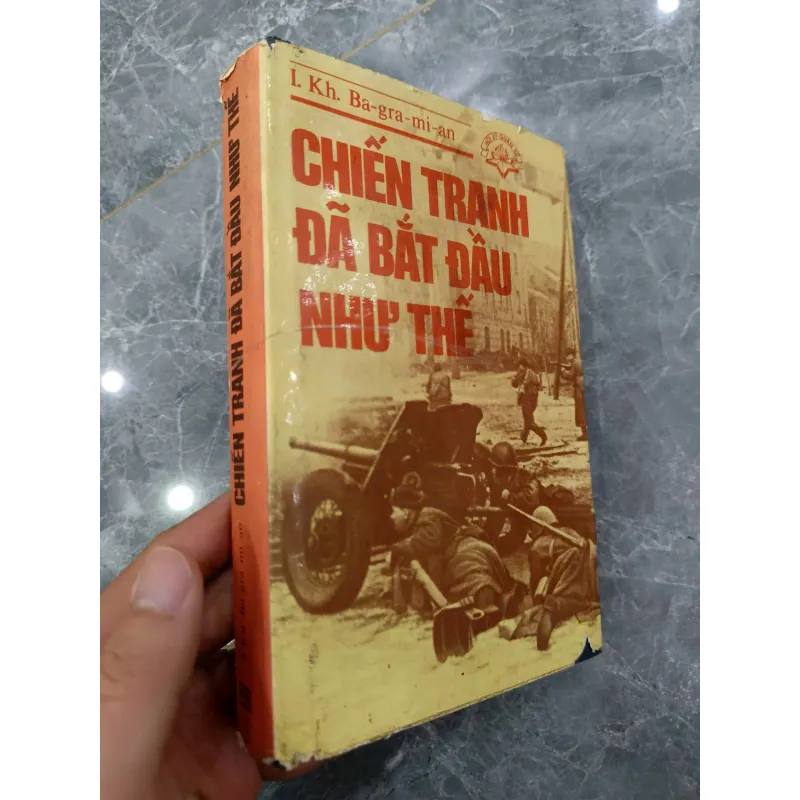 I. Kh. Ba-gra-mi-an
CHIẾN TRANH
ĐÃ BẮT ĐẦU
NHƯ THẾ
CHIẾN TRANH ĐÃ BẮT ĐẦU NHƯ THẾ